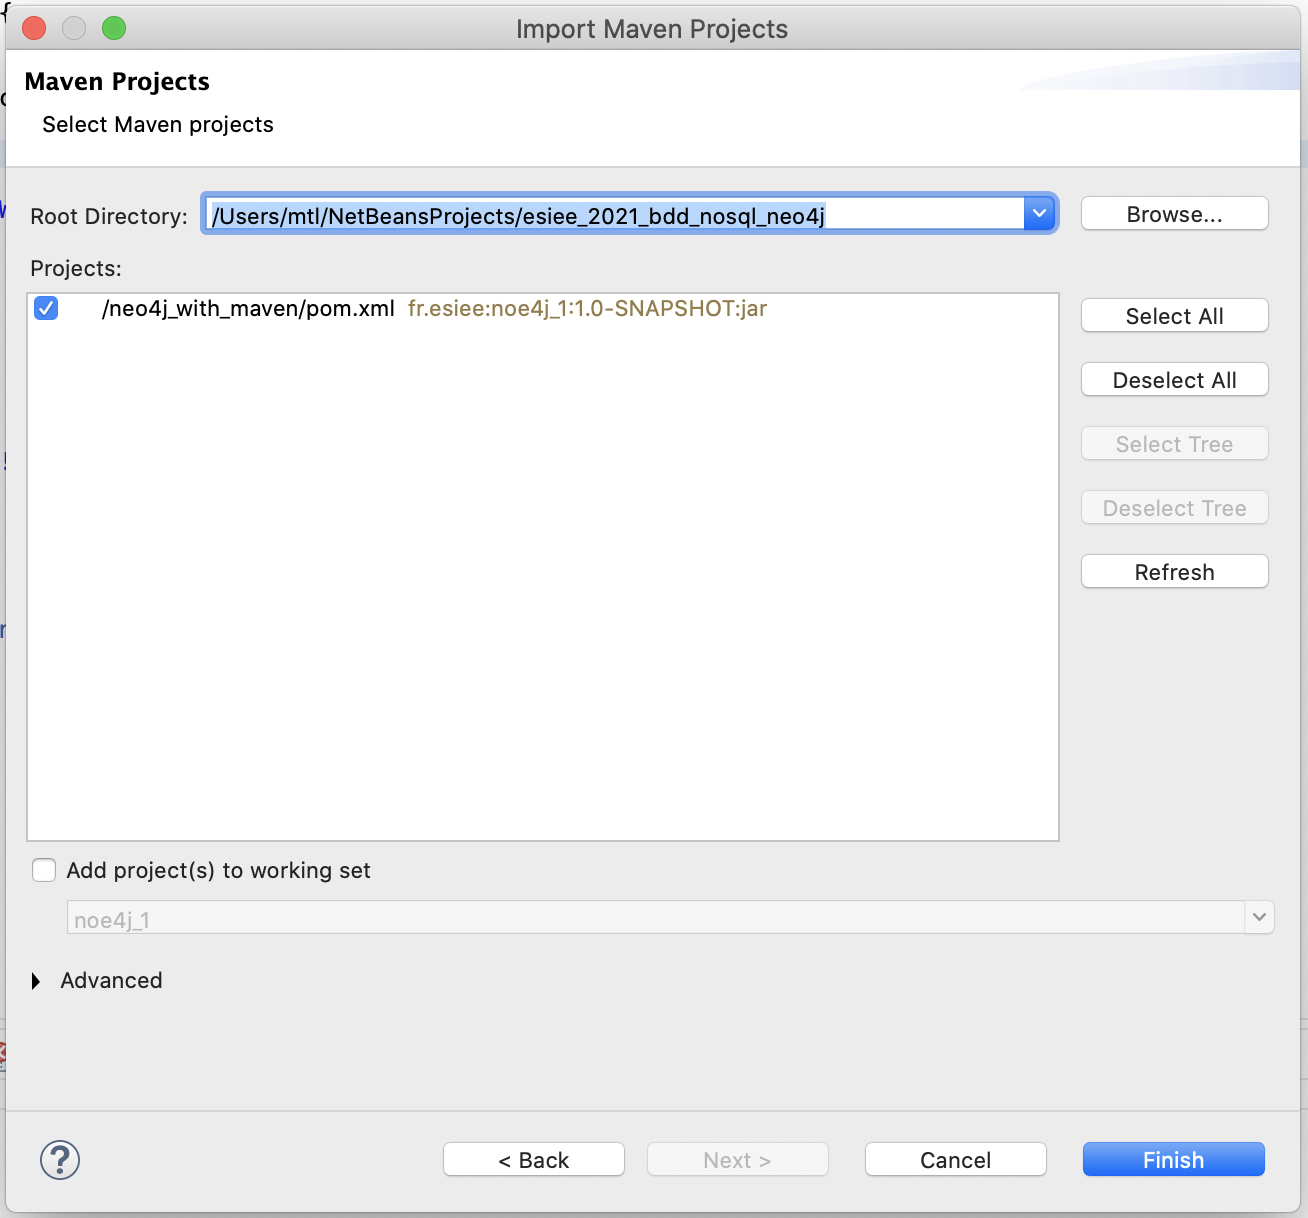 Import Maven Projects
Maven Projects
Select Maven projects
Root Directory: /Users/mtl/NetBeansProjects/esiee_2021_bdd_nosql_neo4j Browse...
Projects:
/neo4j_with_maven/pom.xml fr.esiee:noe4j_1:1.0-SNAPSHOT:jar
Select All
Deselect All
Select Tree
Deselect Tree
Refresh
Add project(s) to working set
noe4j_1
Advanced
? < Back Next > Cancel Finish